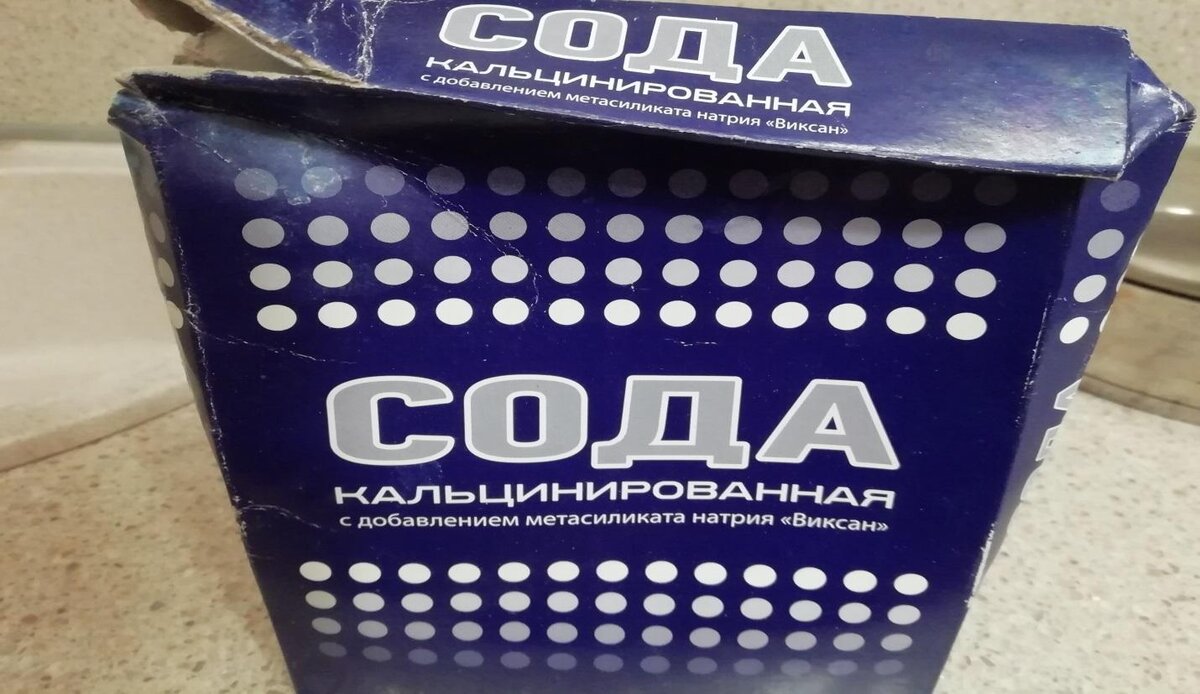 СОДА
КАЛЬЦИНИРОВАННАЯ
с добавлением метасиликата натрия «Виксан»
СОДА
КАЛЬЦИНИРОВАННАЯ
с добавлением метасиликата натрия «Виксан»